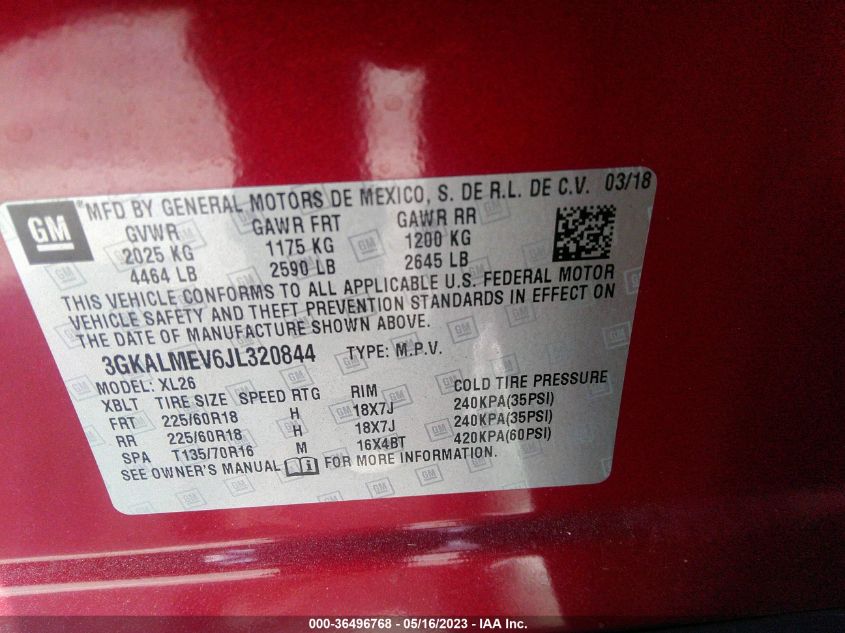 GM
MFD BY GENERAL MOTORS DE MEXICO, S. DE R.L. DE C.V. 03/18
GVWR GAWR FRT GAWR RR
2025 KG 1175 KG 1200 KG
4464 LB 2590 LB 2645 LB
THIS VEHICLE CONFORMS TO ALL APPLICABLE U.S. FEDERAL MOTOR
VEHICLE SAFETY AND THEFT PREVENTION STANDARDS IN EFFECT ON
THE DATE OF MANUFACTURE SHOWN ABOVE.
3GKALMEV6JL320844 TYPE: M.P.V.
MODEL: XL26
XBLT TIRE SIZE SPEED RTG RIM COLD TIRE PRESSURE
FRT 225/60R18 H 18X7J 240KPA(35PSI)
RR 225/60R18 H 18X7J 240KPA(35PSI)
SPA T135/70R16 M 16X4BT 420KPA(60PSI)
SEE OWNER'S MANUAL FOR MORE INFORMATION.
000-36496768 - 05/16/2023 - IAA Inc.